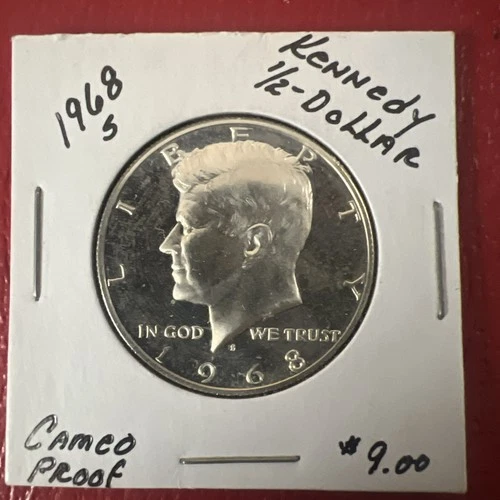 1968
S
KENNEDY
1/2-DOLLAR
LIBERTY
IN GOD WE TRUST
S
1968
CAMEO
PROOF
$9.00